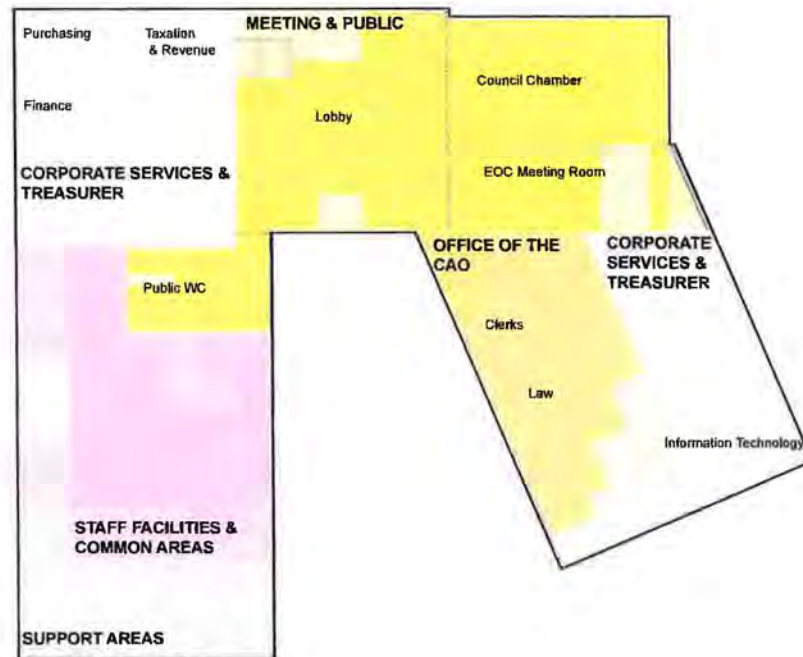 MEETING & PUBLIC
Purchasing
Taxation
& Revenue
Finance
Lobby
Council Chamber
CORPORATE SERVICES &
TREASURER
EOC Meeting Room
OFFICE OF THE
CAO
CORPORATE
SERVICES &
TREASURER
Public WC
Clerks
Law
Information Technology
STAFF FACILITIES &
COMMON AREAS
SUPPORT AREAS